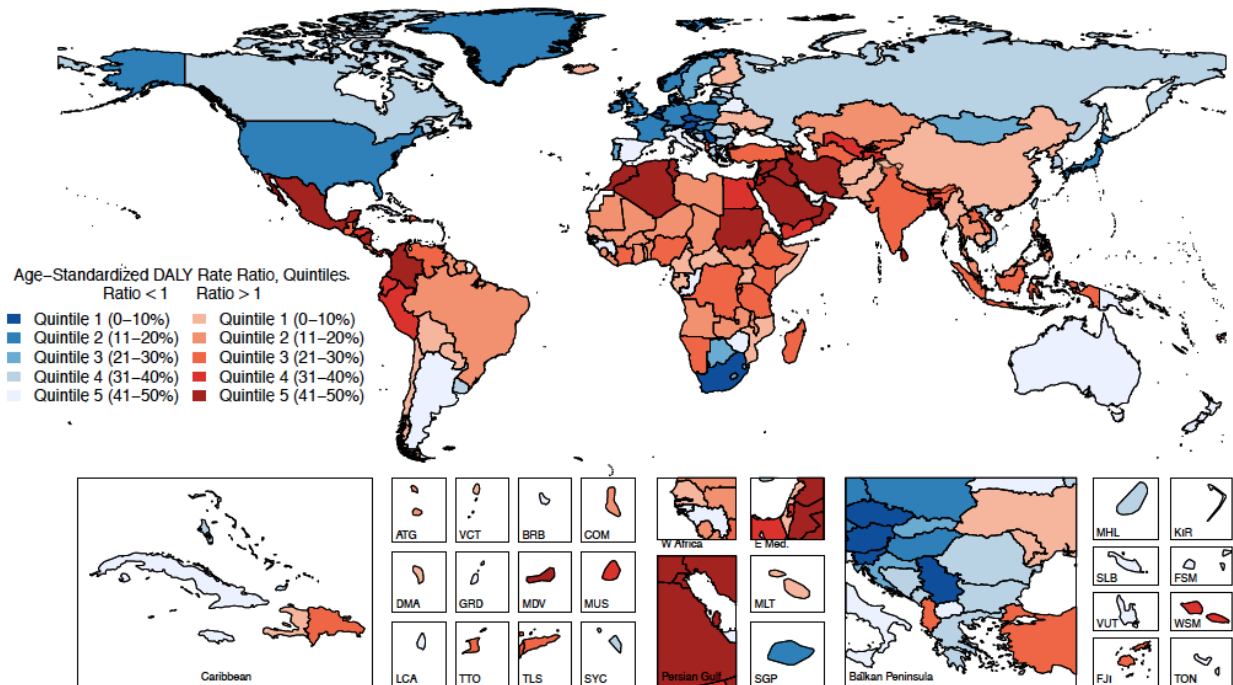 Age−Standardized DALY Rate Ratio, Quintiles
Ratio < 1 Ratio > 1
Quintile 1 (0−10%) Quintile 1 (0−10%)
Quintile 2 (11−20%) Quintile 2 (11−20%)
Quintile 3 (21−30%) Quintile 3 (21−30%)
Quintile 4 (31−40%) Quintile 4 (31−40%)
Quintile 5 (41−50%) Quintile 5 (41−50%)
Caribbean
ATG VCT BRB COM
DMA GRD MDV MUS
LCA TTO TLS SYC
W Africa E Med.
Persian Gulf
MLT
SGP
Balkan Peninsula
MHL KIR
SLB FSM
VUT WSM
FJI TON